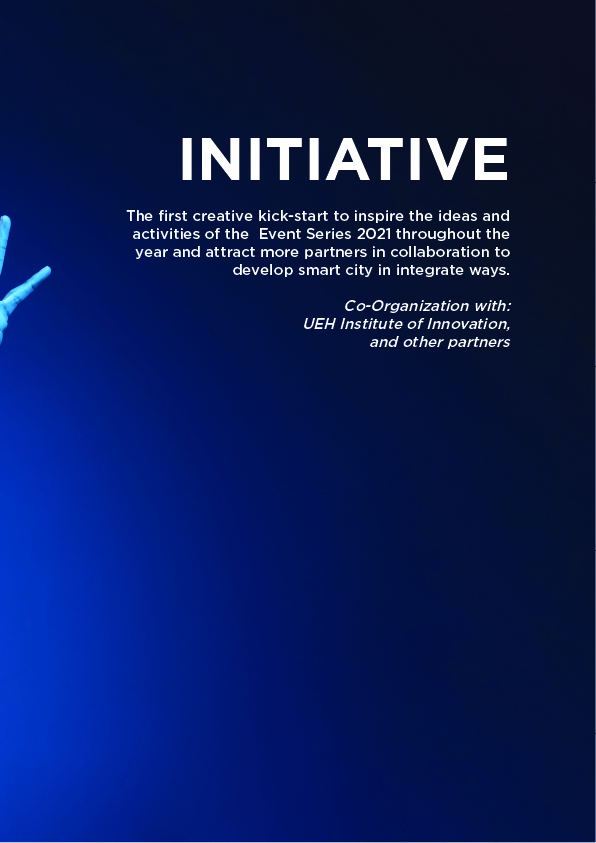 INITIATIVE
The first creative kick-start to inspire the ideas and
activities of the  Event Series 2021 throughout the
year and attract more partners in collaboration to
develop smart city in integrate ways.
Co-Organization with:
UEH Institute of Innovation,
and other partners